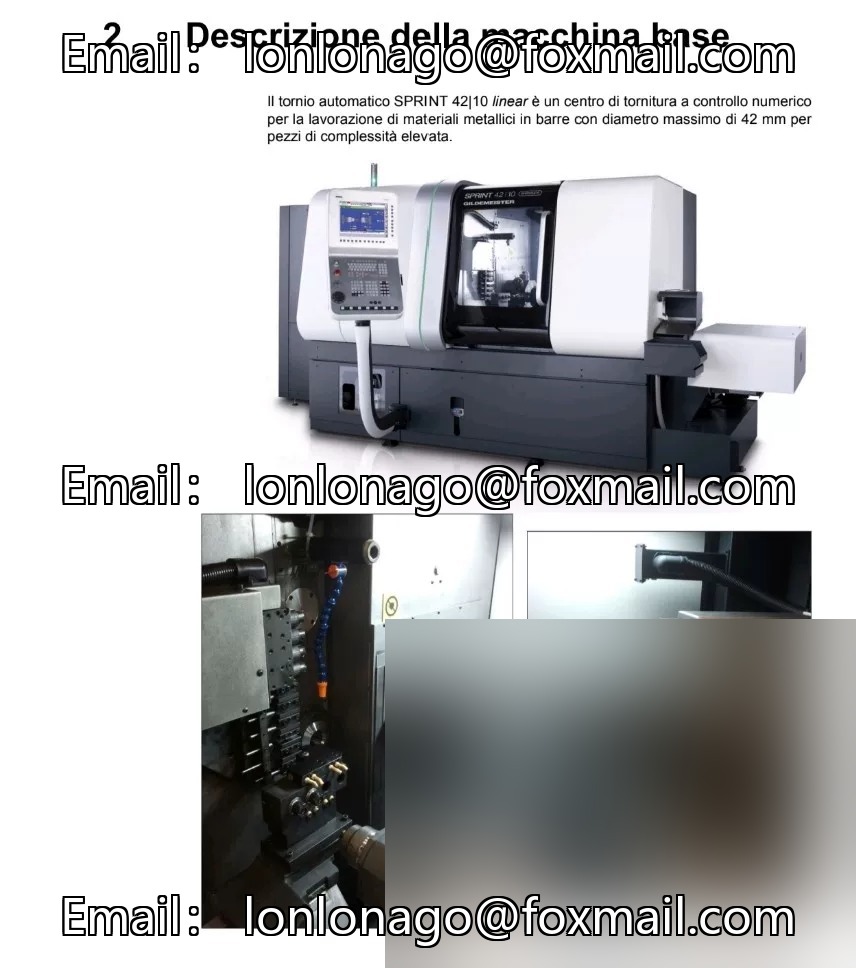 2 Descrizione della macchina base
Email： lonlonago@foxmail.com
Il tornio automatico SPRINT 42|10 linear è un centro di tornitura a controllo numerico
per la lavorazione di materiali metallici in barre con diametro massimo di 42 mm per
pezzi di complessità elevata.
SPRINT 42|10
GILDEMEISTER
Email： lonlonago@foxmail.com
Email： lonlonago@foxmail.com